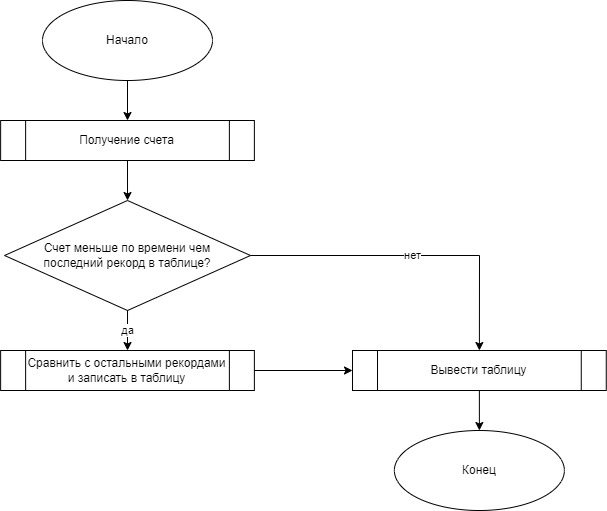 Начало
Получение счета
Счет меньше по времени чем
последний рекорд в таблице?
нет
да
Сравнить с остальными рекордами
и записать в таблицу
Вывести таблицу
Конец